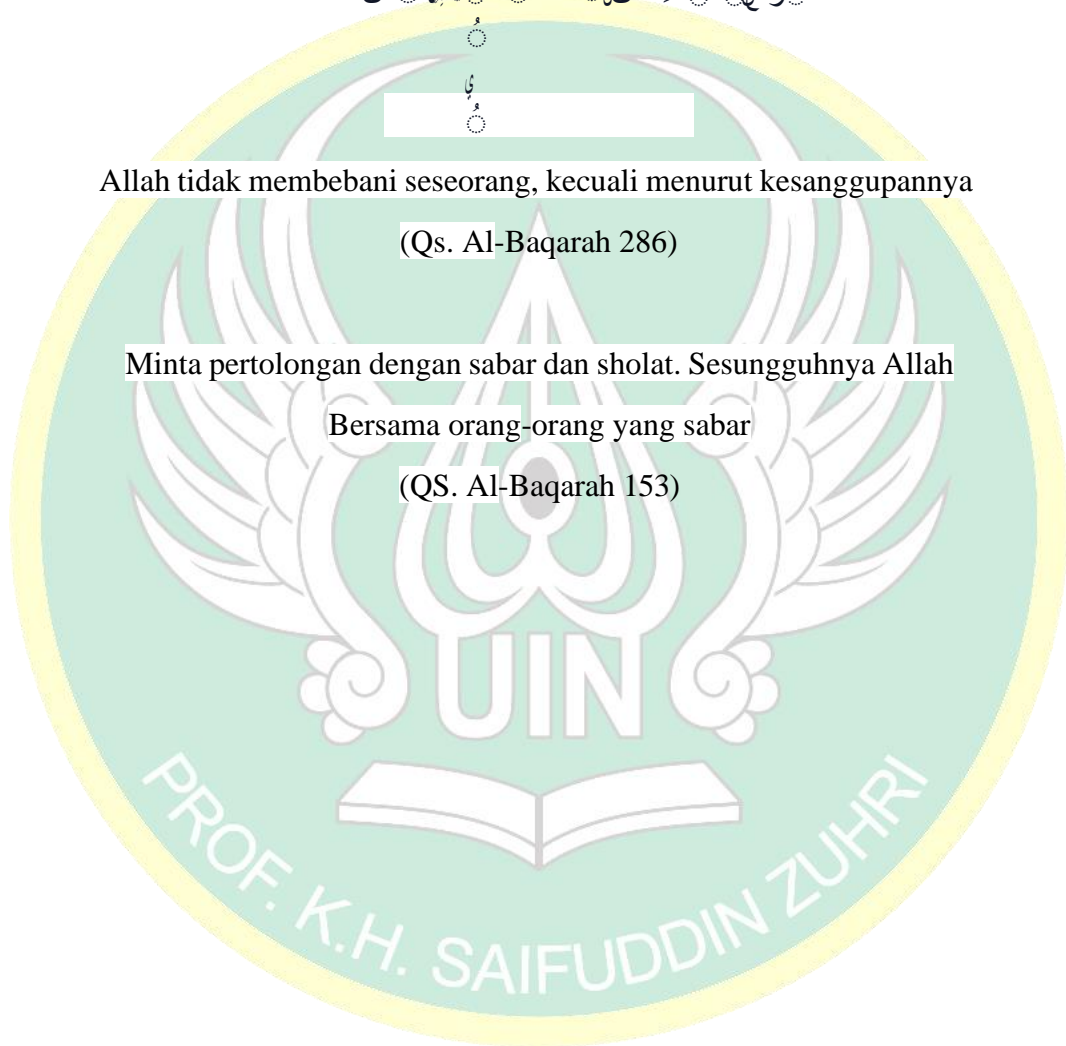 Allah tidak membebani seseorang, kecuali menurut kesanggupannya
(Qs. Al-Baqarah 286)
Minta pertolongan dengan sabar dan sholat. Sesungguhnya Allah
Bersama orang-orang yang sabar
(QS. Al-Baqarah 153)
UIN
PROF. K.H. SAIFUDDIN ZUHRI